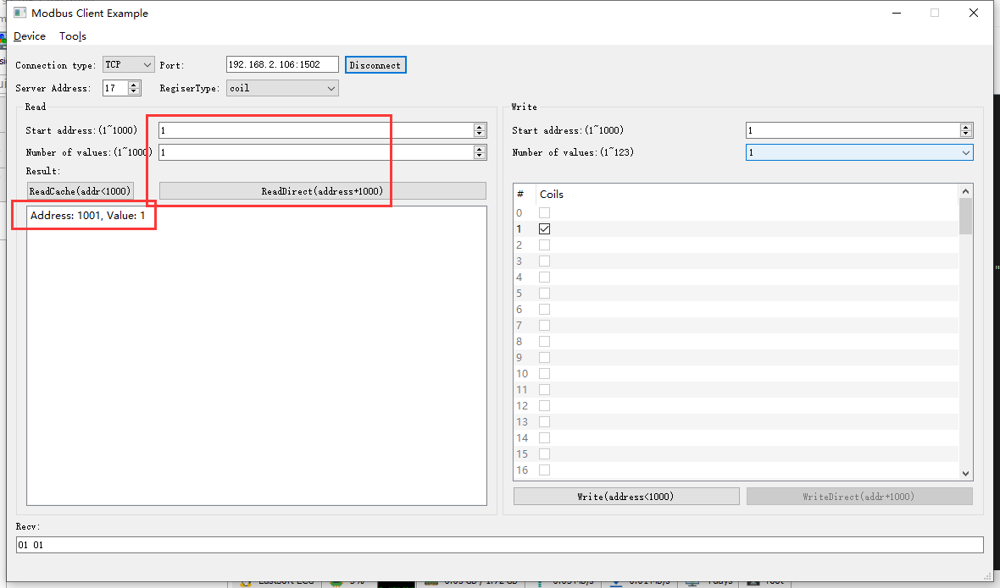 Modbus Client Example
Device Tools
Connection type: TCP Port: 192.168.2.106:1502 Disconnect
Server Address: 17 RegiserType: coil
Read
Start address:(1~1000) 1
Number of values:(1~1000) 1
Result:
ReadCache(addr<1000) ReadDirect(address+1000)
Address: 1001, Value: 1
Write
Start address:(1~1000) 1
Number of values:(1~123) 1
# Coils
0
1
2
3
4
5
6
7
8
9
10
11
12
13
14
15
16
Write(address<1000) WriteDirect(addr+1000)
Recv:
01 01